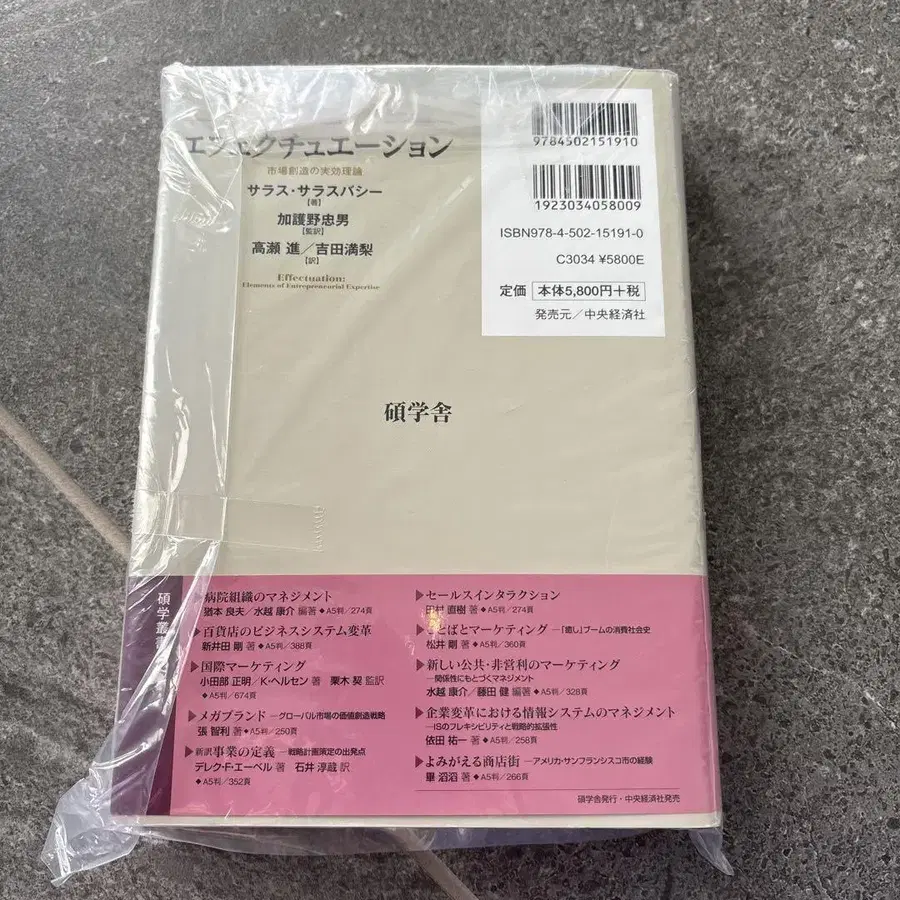 エフェクチュエーション
市場創造の実効理論
サラス・サラスバシー
【著】
加護野忠男
【監訳】
高瀬 進／吉田満梨
【訳】
Effectuation:
Elements of Entrepreneurial Expertise
9784502151910
1923034058009
ISBN978-4-502-15191-0
C3034 ¥5800E
定価 本体5,800円+税
発売元／中央経済社
碩学舎
碩学叢書
▶病院組織のマネジメント
猶本 良夫／水越 康介 編著◆A5判／274頁
▶百貨店のビジネスシステム変革
新井田 剛 著◆A5判／388頁
▶国際マーケティング
小田部 正明／K・ヘルセン 著 栗木 契 監訳
◆A5判／674頁
▶メガブランド ―グローバル市場の価値創造戦略
張 智利 著◆A5判／250頁
▶新訳 事業の定義 ―戦略計画策定の出発点
デレク・F・エーベル 著 石井 淳蔵 訳
◆A5判／352頁
▶セールスインタラクション
田村 直樹 著◆A5判／274頁
▶ことばとマーケティング ―「癒し」ブームの消費社会史
松井 剛 著◆A5判／360頁
▶新しい公共・非営利のマーケティング
―関係性にもとづくマネジメント
水越 康介／藤田 健 編著◆A5判／328頁
▶企業変革における情報システムのマネジメント
―ISのフレキシビリティと戦略的拡張性
依田 祐一 著◆A5判／258頁
▶よみがえる商店街 ―アメリカ・サンフランシスコ市の経験
畢 滔滔 著◆A5判／266頁
碩学舎発行・中央経済社発売